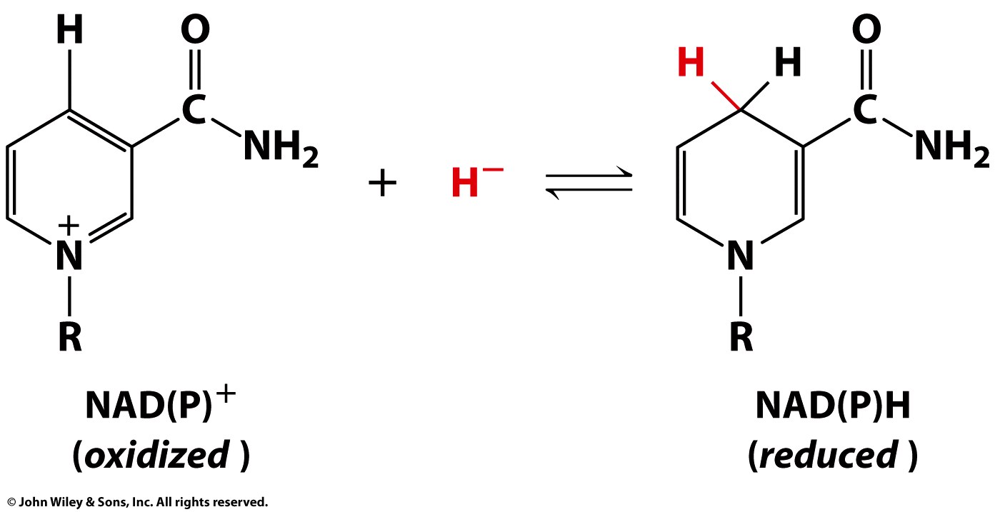 H O
C
NH₂
N⁺
R
+ H⁻ ⇌
H H O
C
NH₂
N
R
NAD(P)⁺
(oxidized )
NAD(P)H
(reduced )
© John Wiley & Sons, Inc. All rights reserved.